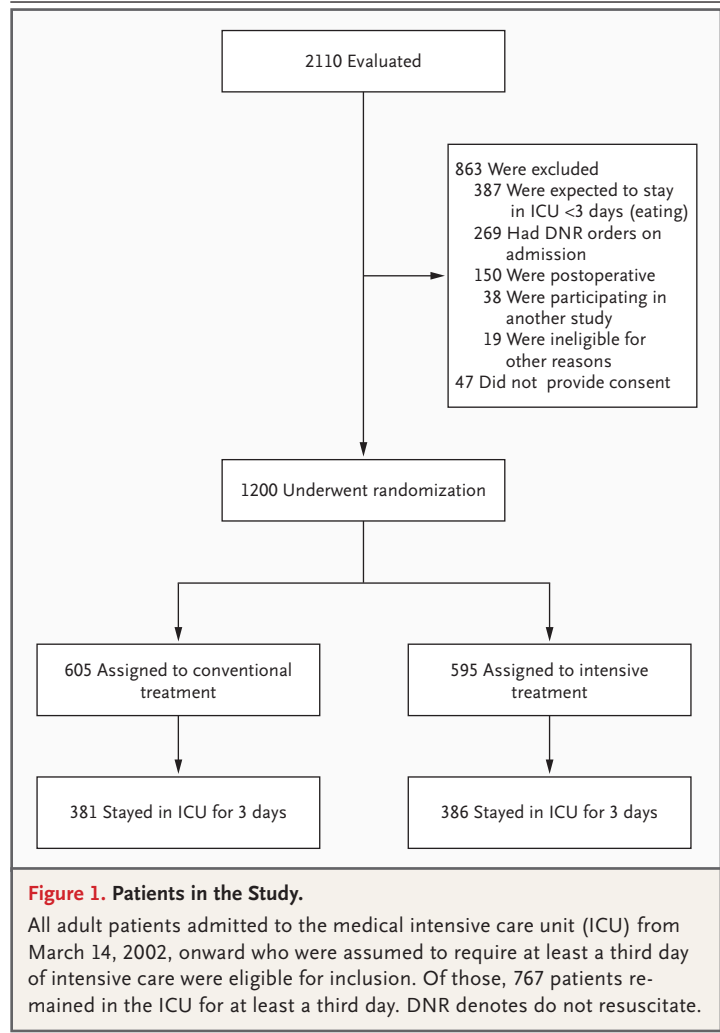 2110 Evaluated
863 Were excluded
387 Were expected to stay
in ICU <3 days (eating)
269 Had DNR orders on
admission
150 Were postoperative
38 Were participating in
another study
19 Were ineligible for
other reasons
47 Did not provide consent
1200 Underwent randomization
605 Assigned to conventional
treatment
595 Assigned to intensive
treatment
381 Stayed in ICU for 3 days
386 Stayed in ICU for 3 days
Figure 1. Patients in the Study.
All adult patients admitted to the medical intensive care unit (ICU) from
March 14, 2002, onward who were assumed to require at least a third day
of intensive care were eligible for inclusion. Of those, 767 patients re-
mained in the ICU for at least a third day. DNR denotes do not resuscitate.